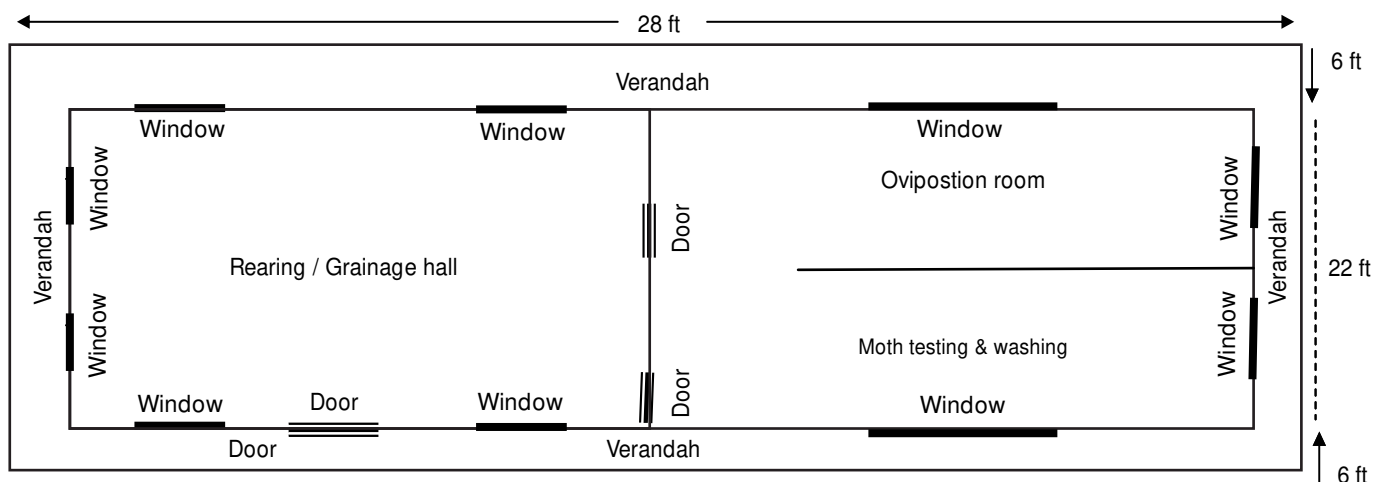 28 ft
6 ft
Verandah
Window
Window
Window
Window
Ovipostion room
Window
Door
Verandah
Rearing / Grainage hall
Verandah
22 ft
Window
Window
Moth testing & washing
Door
Window
Door
Window
Window
Door
Verandah
6 ft